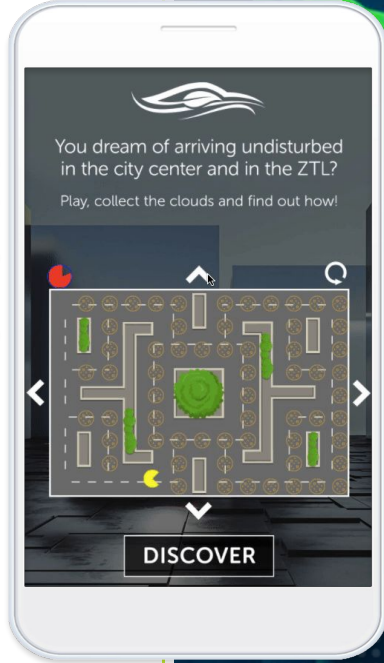 You dream of arriving undisturbed
in the city center and in the ZTL?
Play, collect the clouds and find out how!
DISCOVER